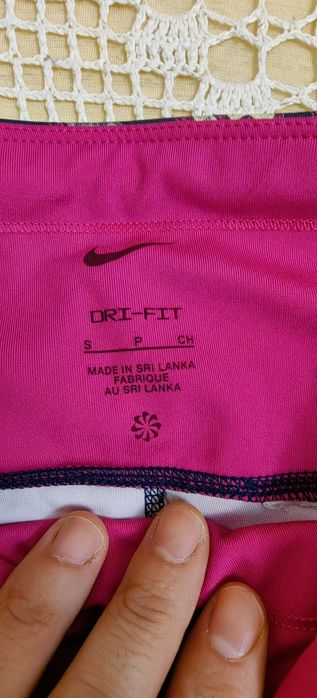 DRI-FIT
S P CH
MADE IN SRI LANKA
FABRIQUE
AU SRI LANKA